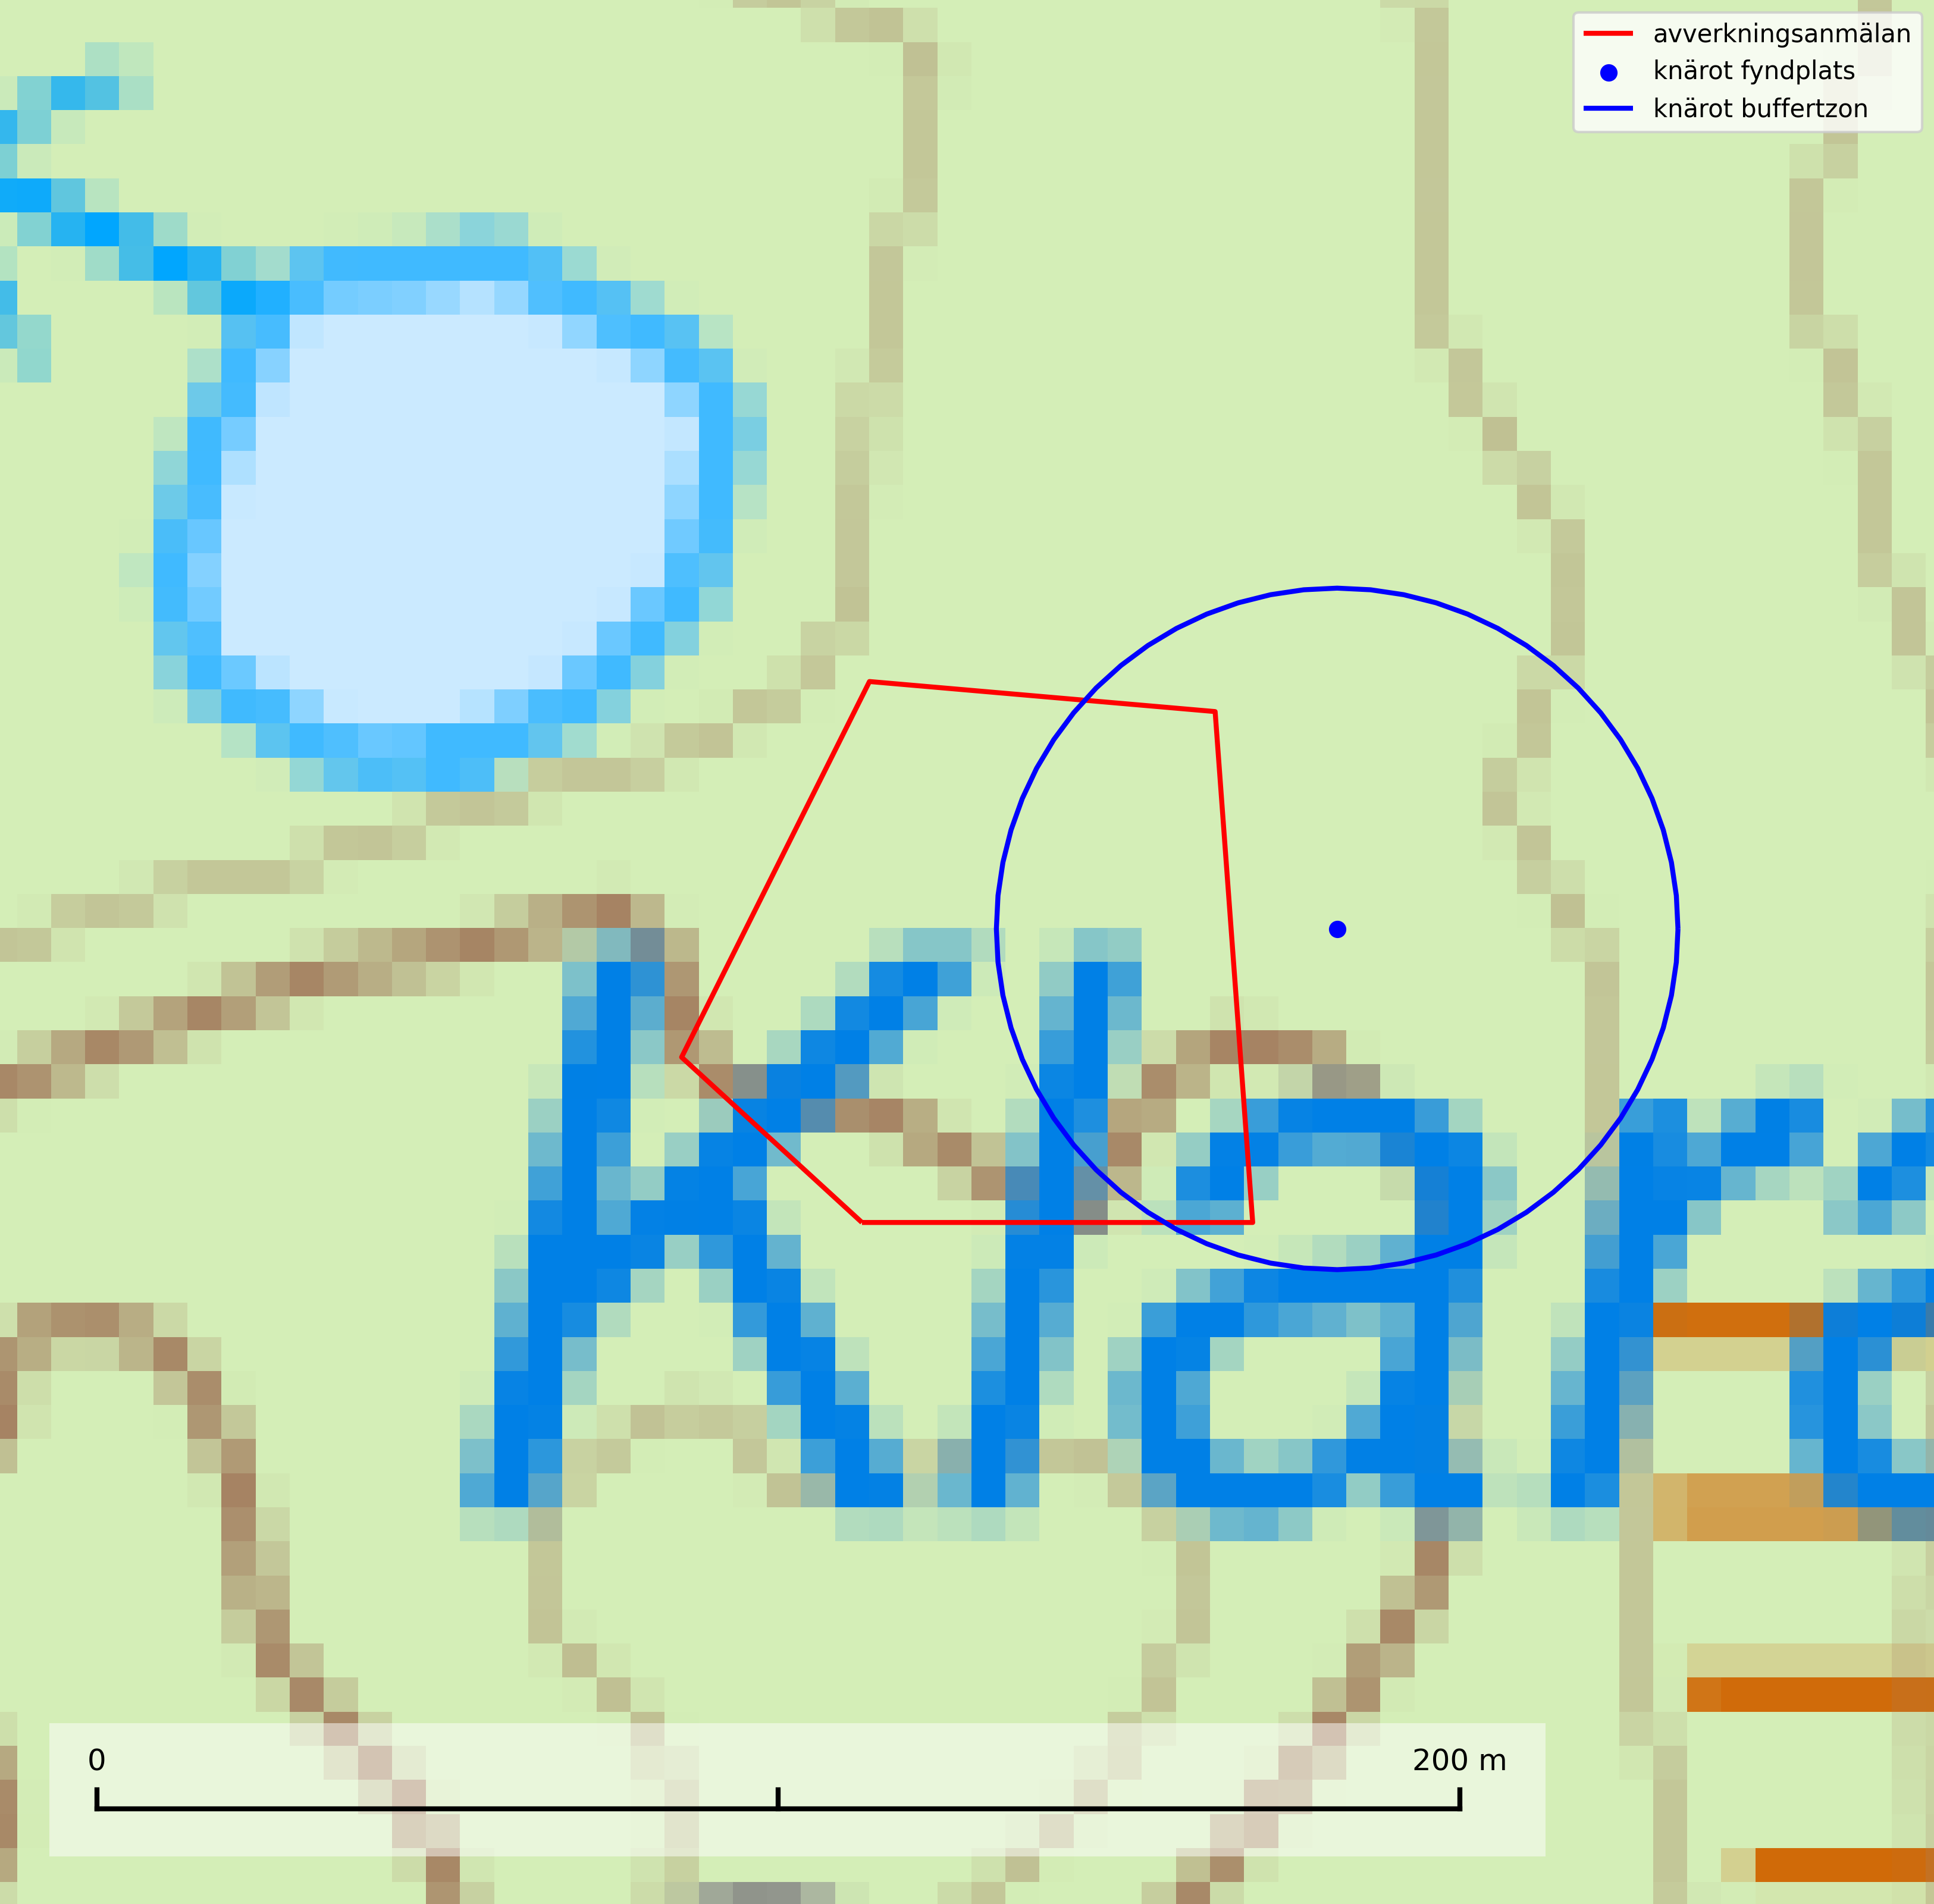 avverkningsanmälan
knärot fyndplats
knärot buffertzon
0
200 m